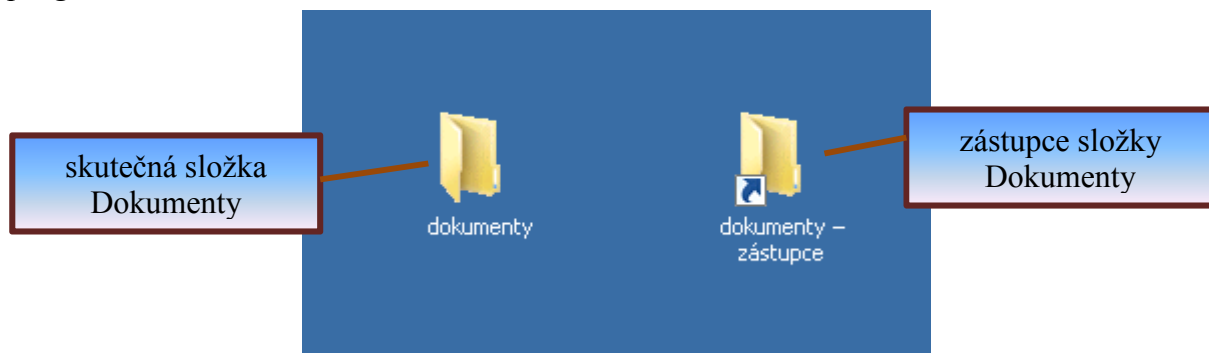 skutečná složka
Dokumenty
dokumenty
dokumenty –
zástupce
zástupce složky
Dokumenty